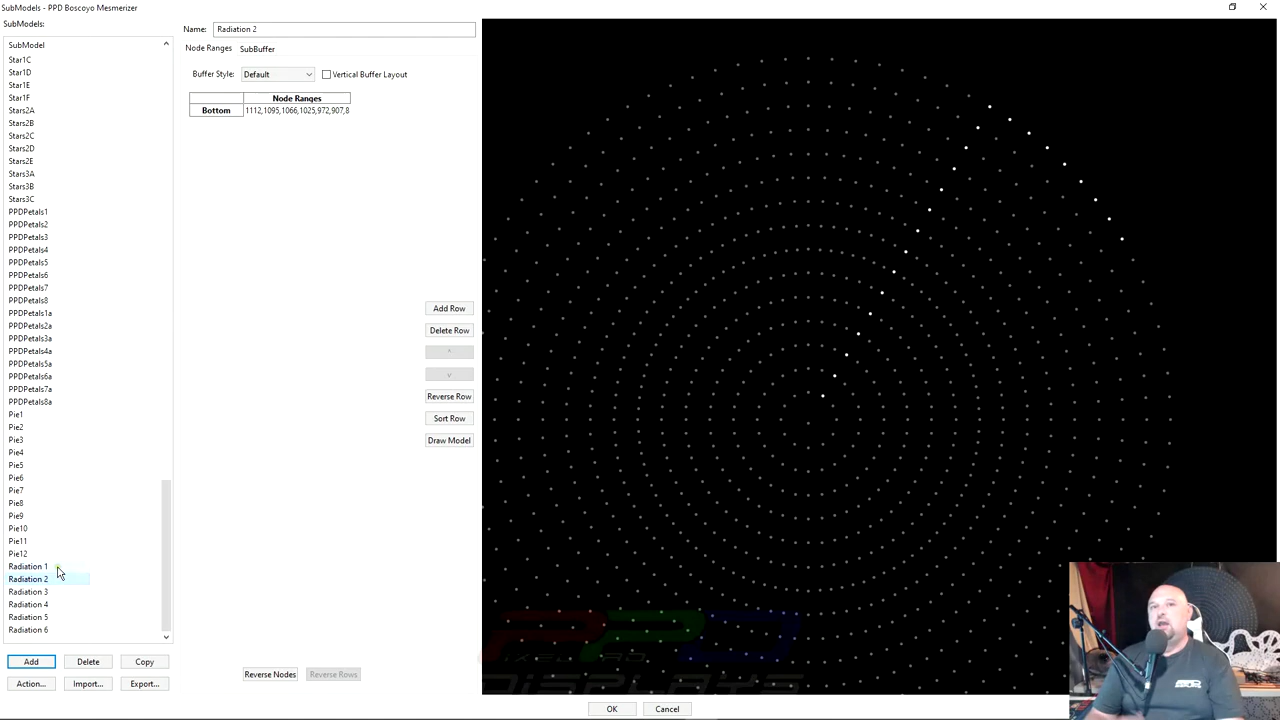 SubModels - PPD Boscoyo Mesmerizer
SubModels:
SubModel
Star1C
Star1D
Star1E
Star1F
Stars2A
Stars2B
Stars2C
Stars2D
Stars2E
Stars3A
Stars3B
Stars3C
PPDPetals1
PPDPetals2
PPDPetals3
PPDPetals4
PPDPetals5
PPDPetals6
PPDPetals7
PPDPetals8
PPDPetals1a
PPDPetals2a
PPDPetals3a
PPDPetals4a
PPDPetals5a
PPDPetals6a
PPDPetals7a
PPDPetals8a
Pie1
Pie2
Pie3
Pie4
Pie5
Pie6
Pie7
Pie8
Pie9
Pie10
Pie11
Pie12
Radiation 1
Radiation 2
Radiation 3
Radiation 4
Radiation 5
Radiation 6
Add Delete Copy
Action... Import... Export...
Name: Radiation 2
Node Ranges SubBuffer
Buffer Style: Default Vertical Buffer Layout
Node Ranges
Bottom 1112,1095,1066,1025,972,907,8
Add Row
Delete Row
^
v
Reverse Row
Sort Row
Draw Model
Reverse Nodes Reverse Rows
PPD
DISPLAYS
OK Cancel